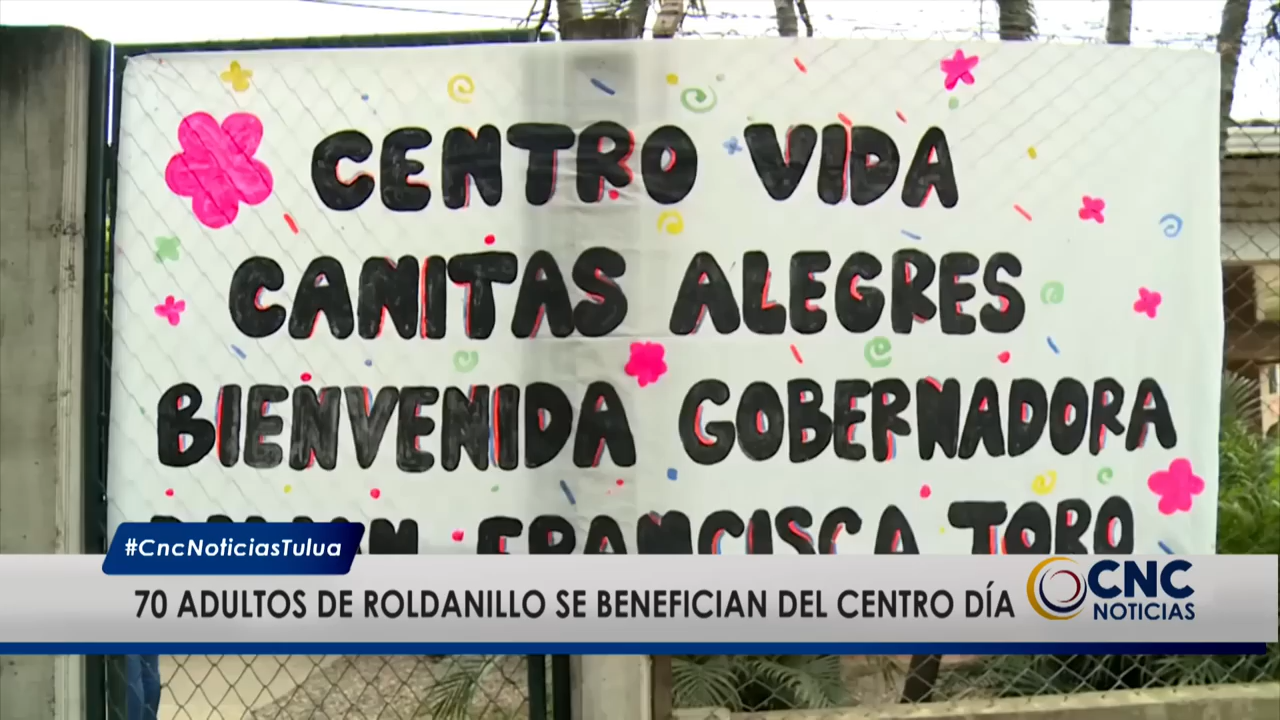 CENTRO VIDA
CANITAS ALEGRES
BIENVENIDA GOBERNADORA
FRANCISCA TORO
#CncNoticiasTulua
70 ADULTOS DE ROLDANILLO SE BENEFICIAN DEL CENTRO DÍA
CNC
NOTICIAS